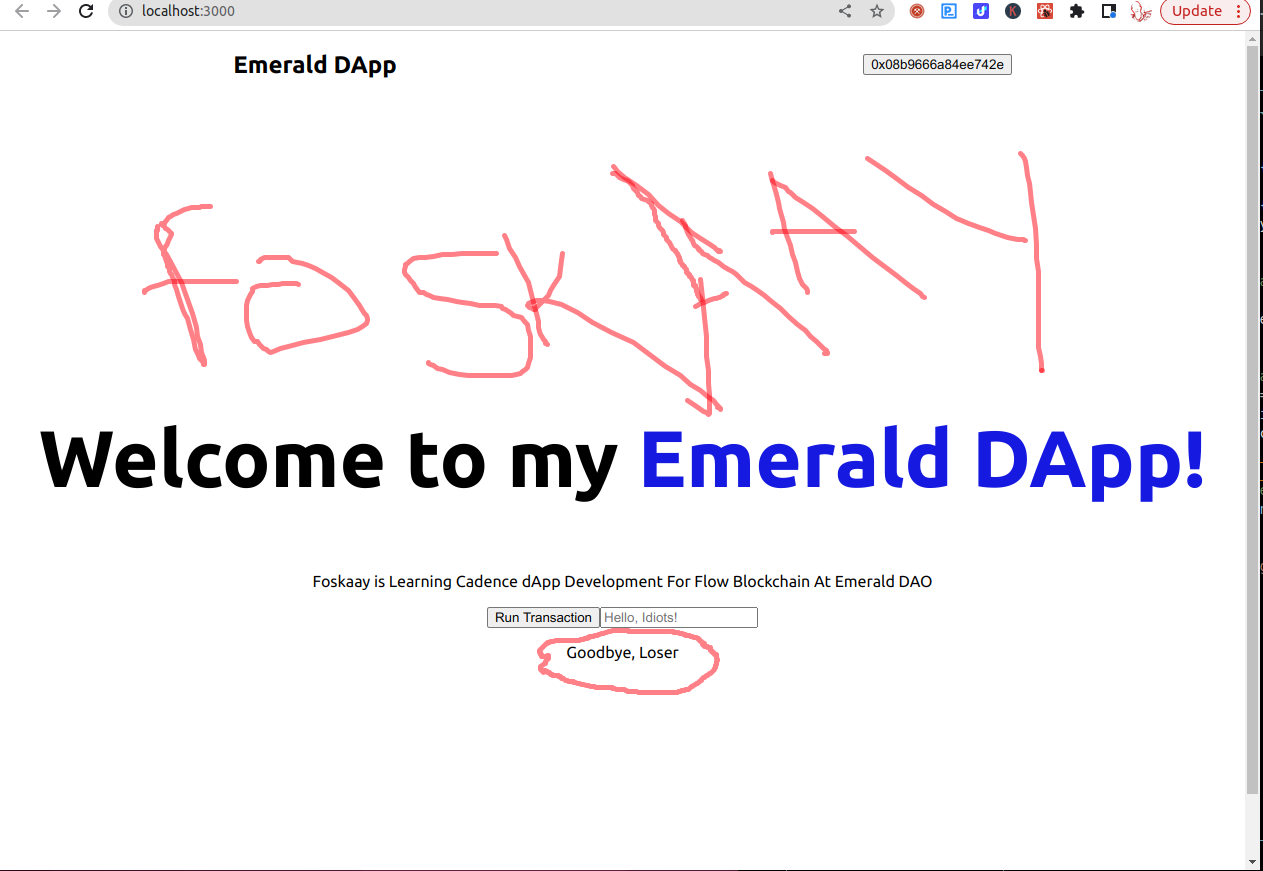 localhost:3000
Update
Emerald DApp
0x08b9666a84ee742e
FOSKAAY
Welcome to my Emerald DApp!
Foskaay is Learning Cadence dApp Development For Flow Blockchain At Emerald DAO
Run Transaction Hello, Idiots!
Goodbye, Loser